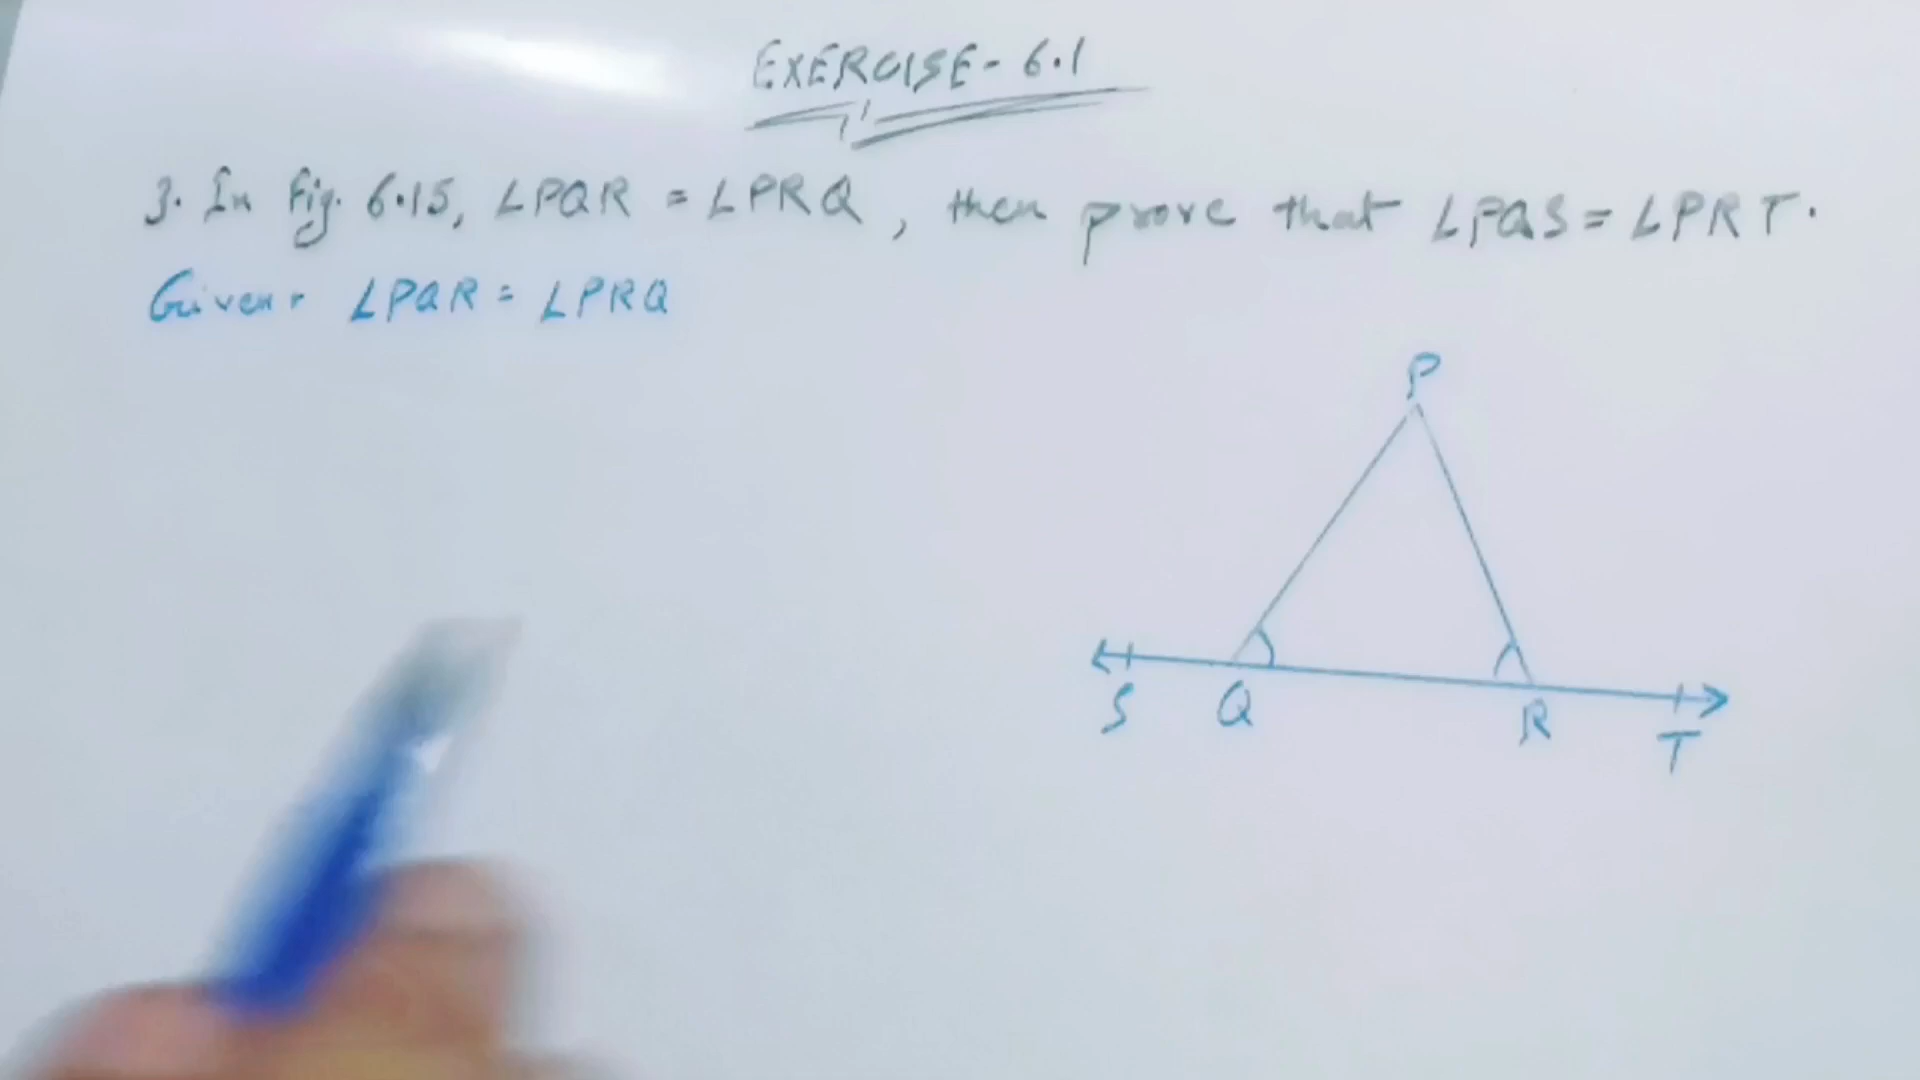 EXERCISE - 6.1
3. In Fig. 6.15, ∠PQR = ∠PRQ, then prove that ∠PQS = ∠PRT.
Given: ∠PQR = ∠PRQ
P
S Q R T